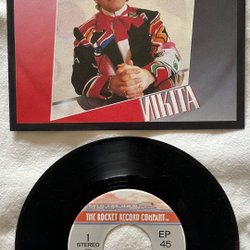 NIKITA
THE ROCKET RECORD COMPANY
1
STEREO
EP
45